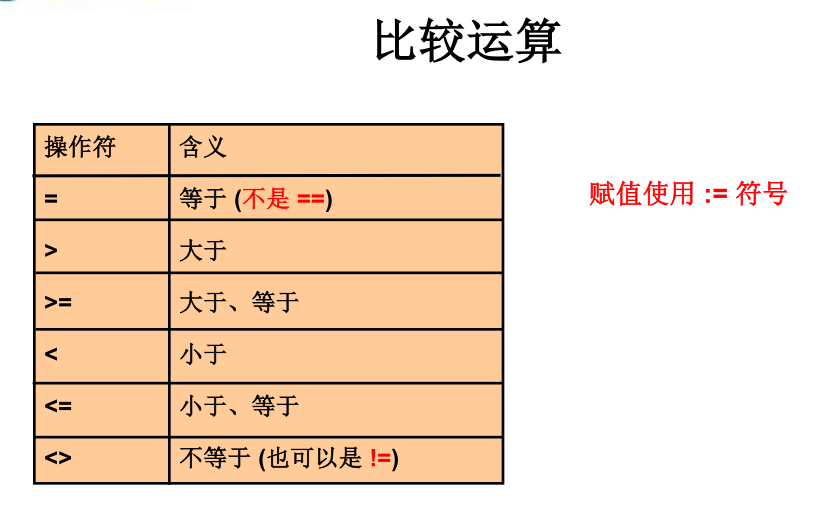 比较运算
操作符 含义
= 等于 (不是 ==)
赋值使用 := 符号
> 大于
>= 大于、等于
< 小于
<= 小于、等于
<> 不等于 (也可以是 !=)